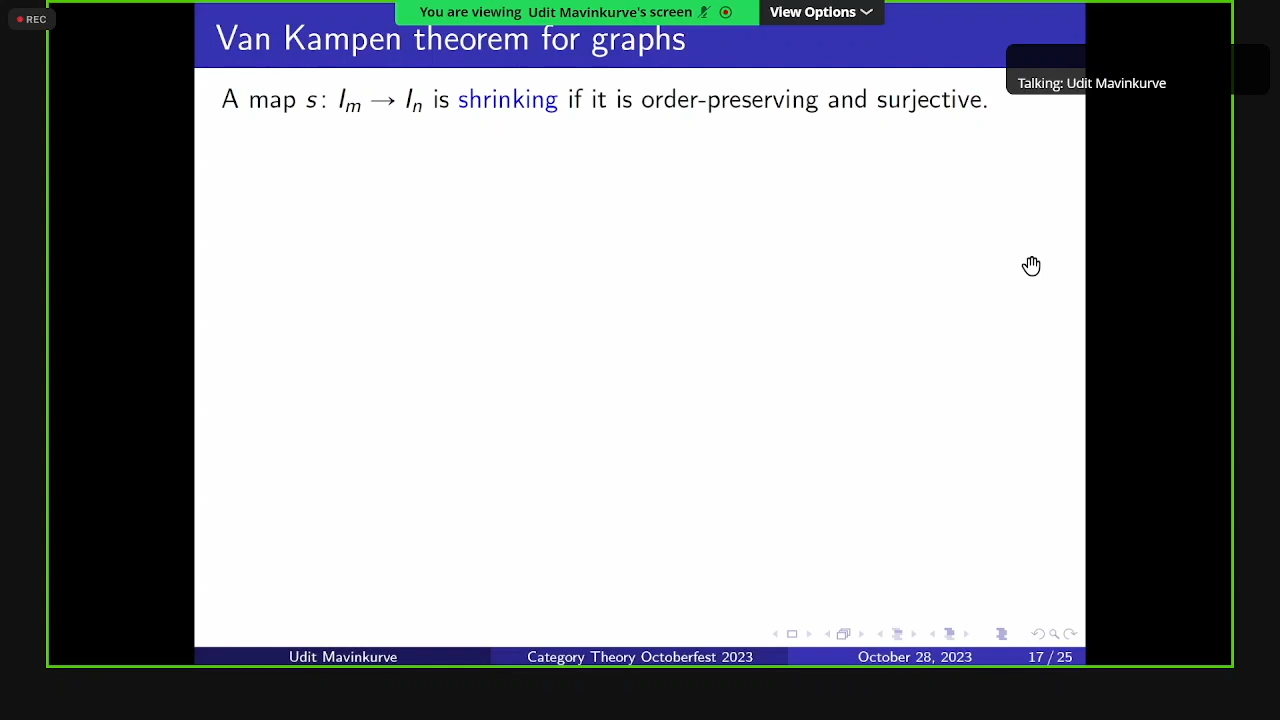 REC
You are viewing Udit Mavinkurve's screen
View Options
Van Kampen theorem for graphs
Talking: Udit Mavinkurve
A map s: Iₘ → Iₙ is shrinking if it is order-preserving and surjective.
Udit Mavinkurve
Category Theory Octoberfest 2023
October 28, 2023
17 / 25